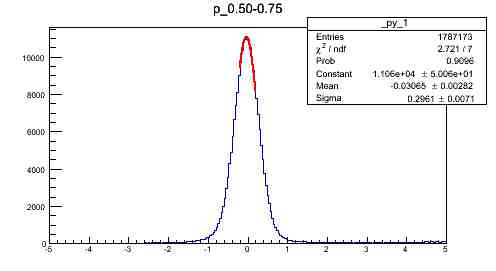 p_0.50-0.75
_py_1
Entries 1787173
χ² / ndf 2.721 / 7
Prob 0.9096
Constant 1.106e+04 ± 5.006e+01
Mean -0.03065 ± 0.00282
Sigma 0.2961 ± 0.0071
10000
8000
6000
4000
2000
0
-5 -4 -3 -2 -1 0 1 2 3 4 5